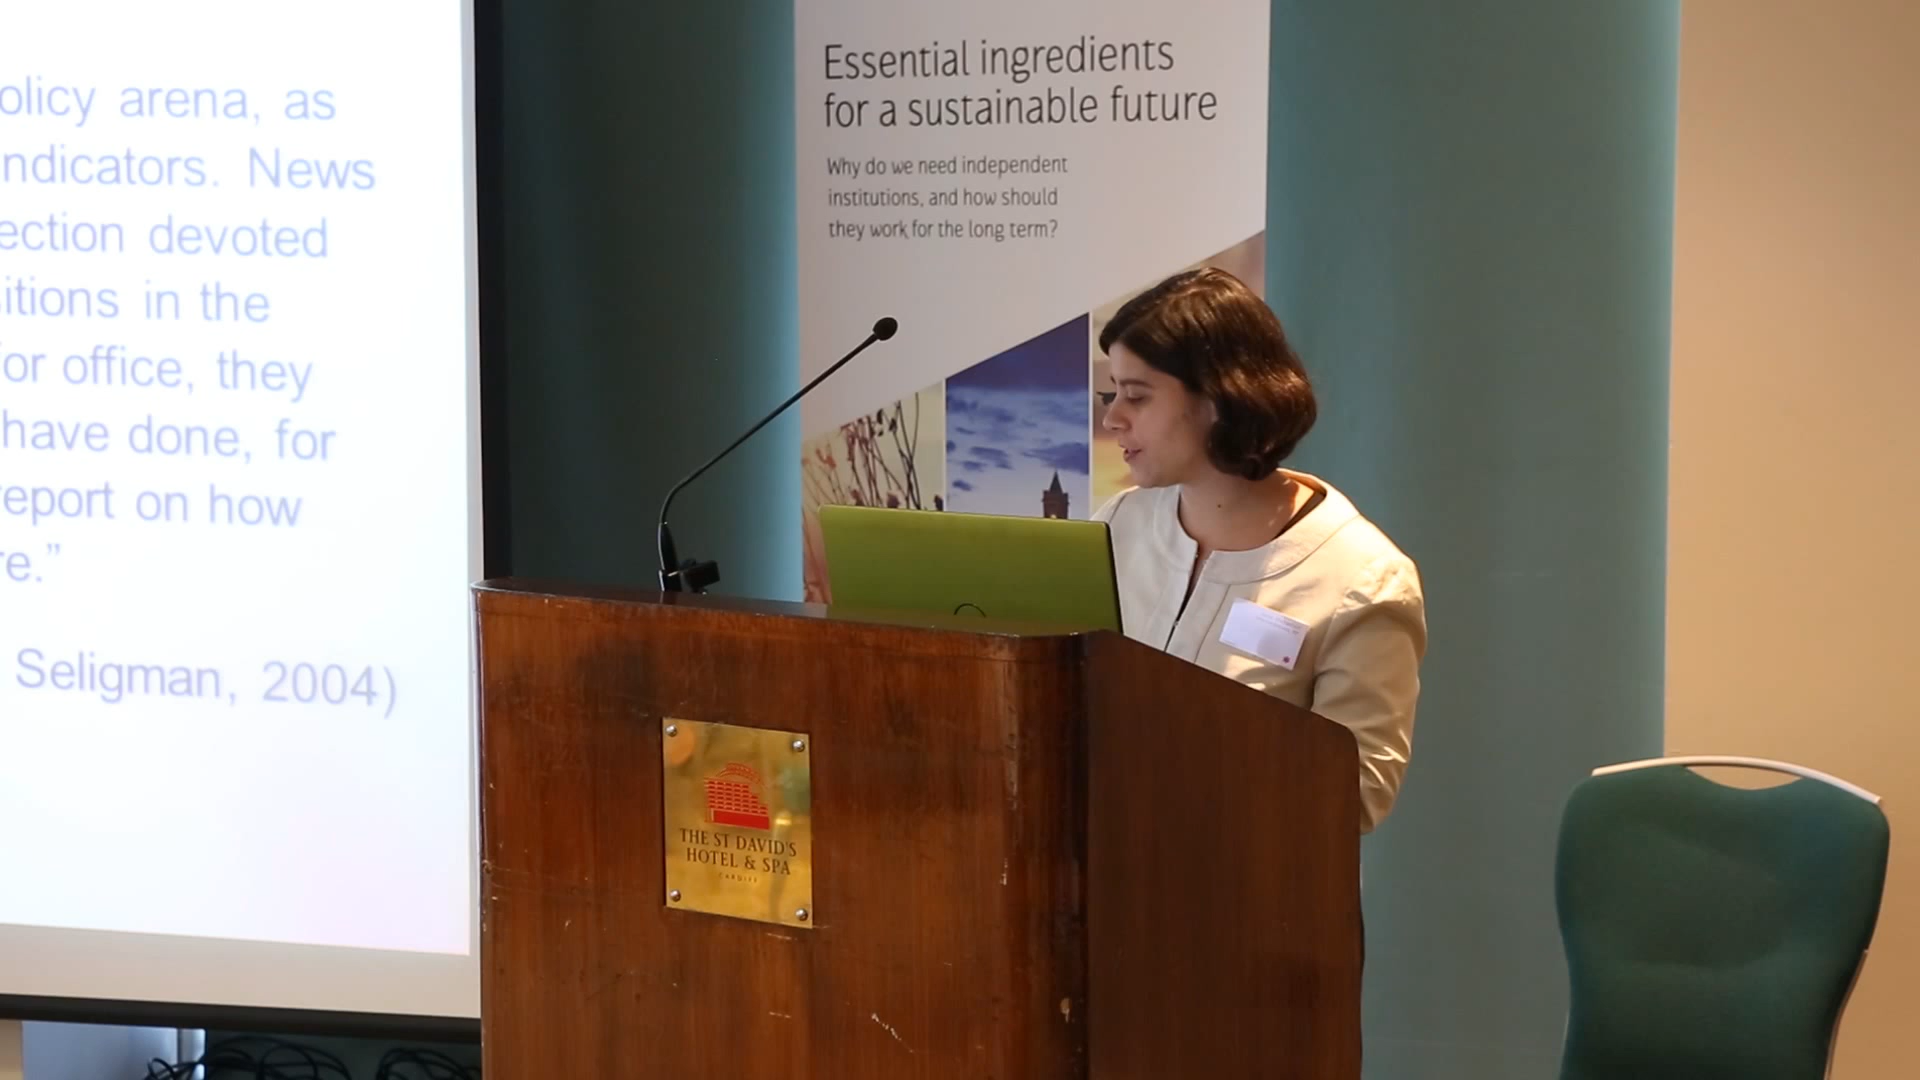 olicy arena, as
ndicators. News
ection devoted
itions in the
or office, they
have done, for
eport on how
re.”
Seligman, 2004)
Essential ingredients
for a sustainable future
Why do we need independent
institutions, and how should
they work for the long term?
THE ST DAVID'S
HOTEL & SPA
CARDIFF